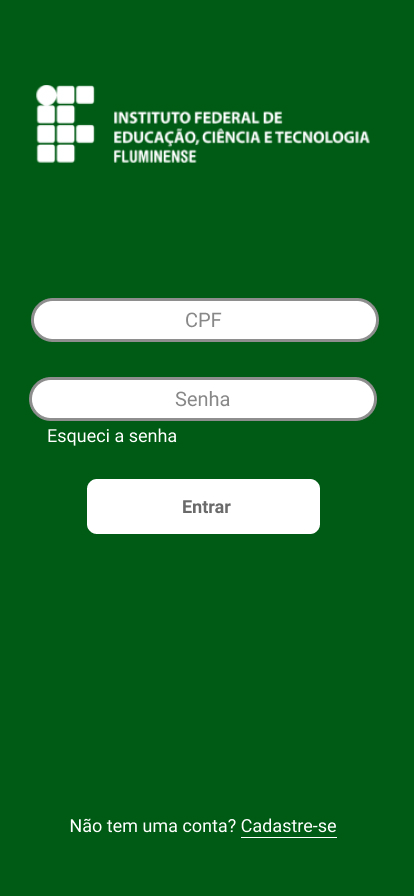 INSTITUTO FEDERAL DE
EDUCAÇÃO, CIÊNCIA E TECNOLOGIA
FLUMINENSE
CPF
Senha
Esqueci a senha
Entrar
Não tem uma conta? Cadastre-se